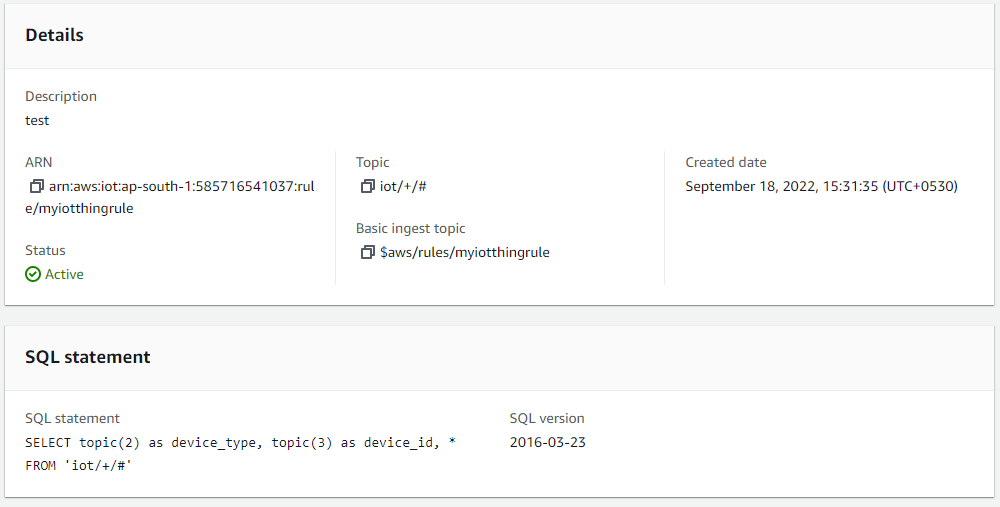 Details
Description
test
ARN
arn:aws:iot:ap-south-1:585716541037:rul
e/myiotthingrule
Status
Active
Topic
iot/+/#
Basic ingest topic
$aws/rules/myiotthingrule
Created date
September 18, 2022, 15:31:35 (UTC+0530)
SQL statement
SQL statement
SELECT topic(2) as device_type, topic(3) as device_id, *
FROM 'iot/+/#'
SQL version
2016-03-23